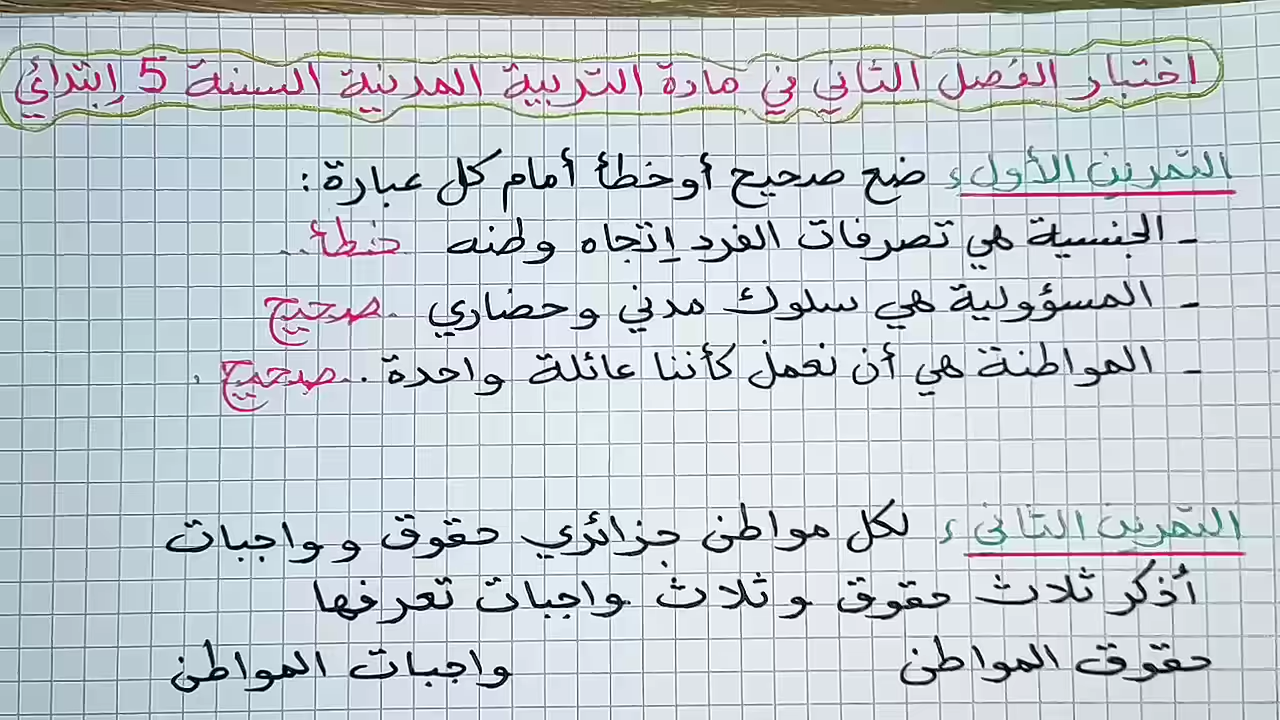 اختبار الفصل الثاني في مادة التربية المدنية السنة 5 إبتدائي
التمرين الأول: ضع صحيح أو خطأ أمام كل عبارة:
- الجنسية هي تصرفات الفرد إتجاه وطنه خطأ..
- المسؤولية هي سلوك مدني وحضاري .صحيح
- المواطنة هي أن نعمل كأننا عائلة واحدة..صحيح.
التمرين الثاني: لكل مواطن جزائري حقوق وواجبات
أذكر ثلاث حقوق وثلاث واجبات تعرفها
حقوق المواطن واجبات المواطن